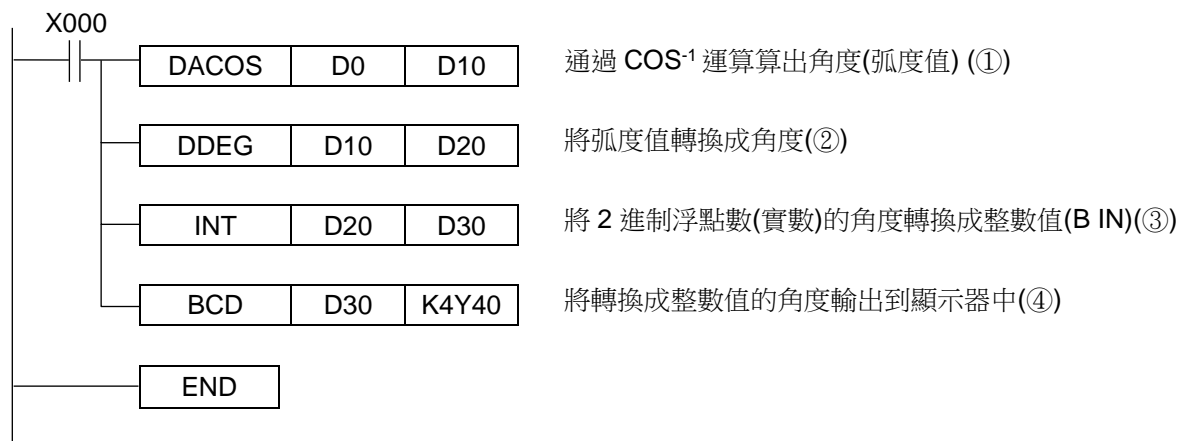 X000
DACOS D0 D10 通過 COS-1 運算算出角度(弧度值) (①)
DDEG D10 D20 將弧度值轉換成角度(②)
INT D20 D30 將 2 進制浮點數(實數)的角度轉換成整數值(B IN)(③)
BCD D30 K4Y40 將轉換成整數值的角度輸出到顯示器中(④)
END